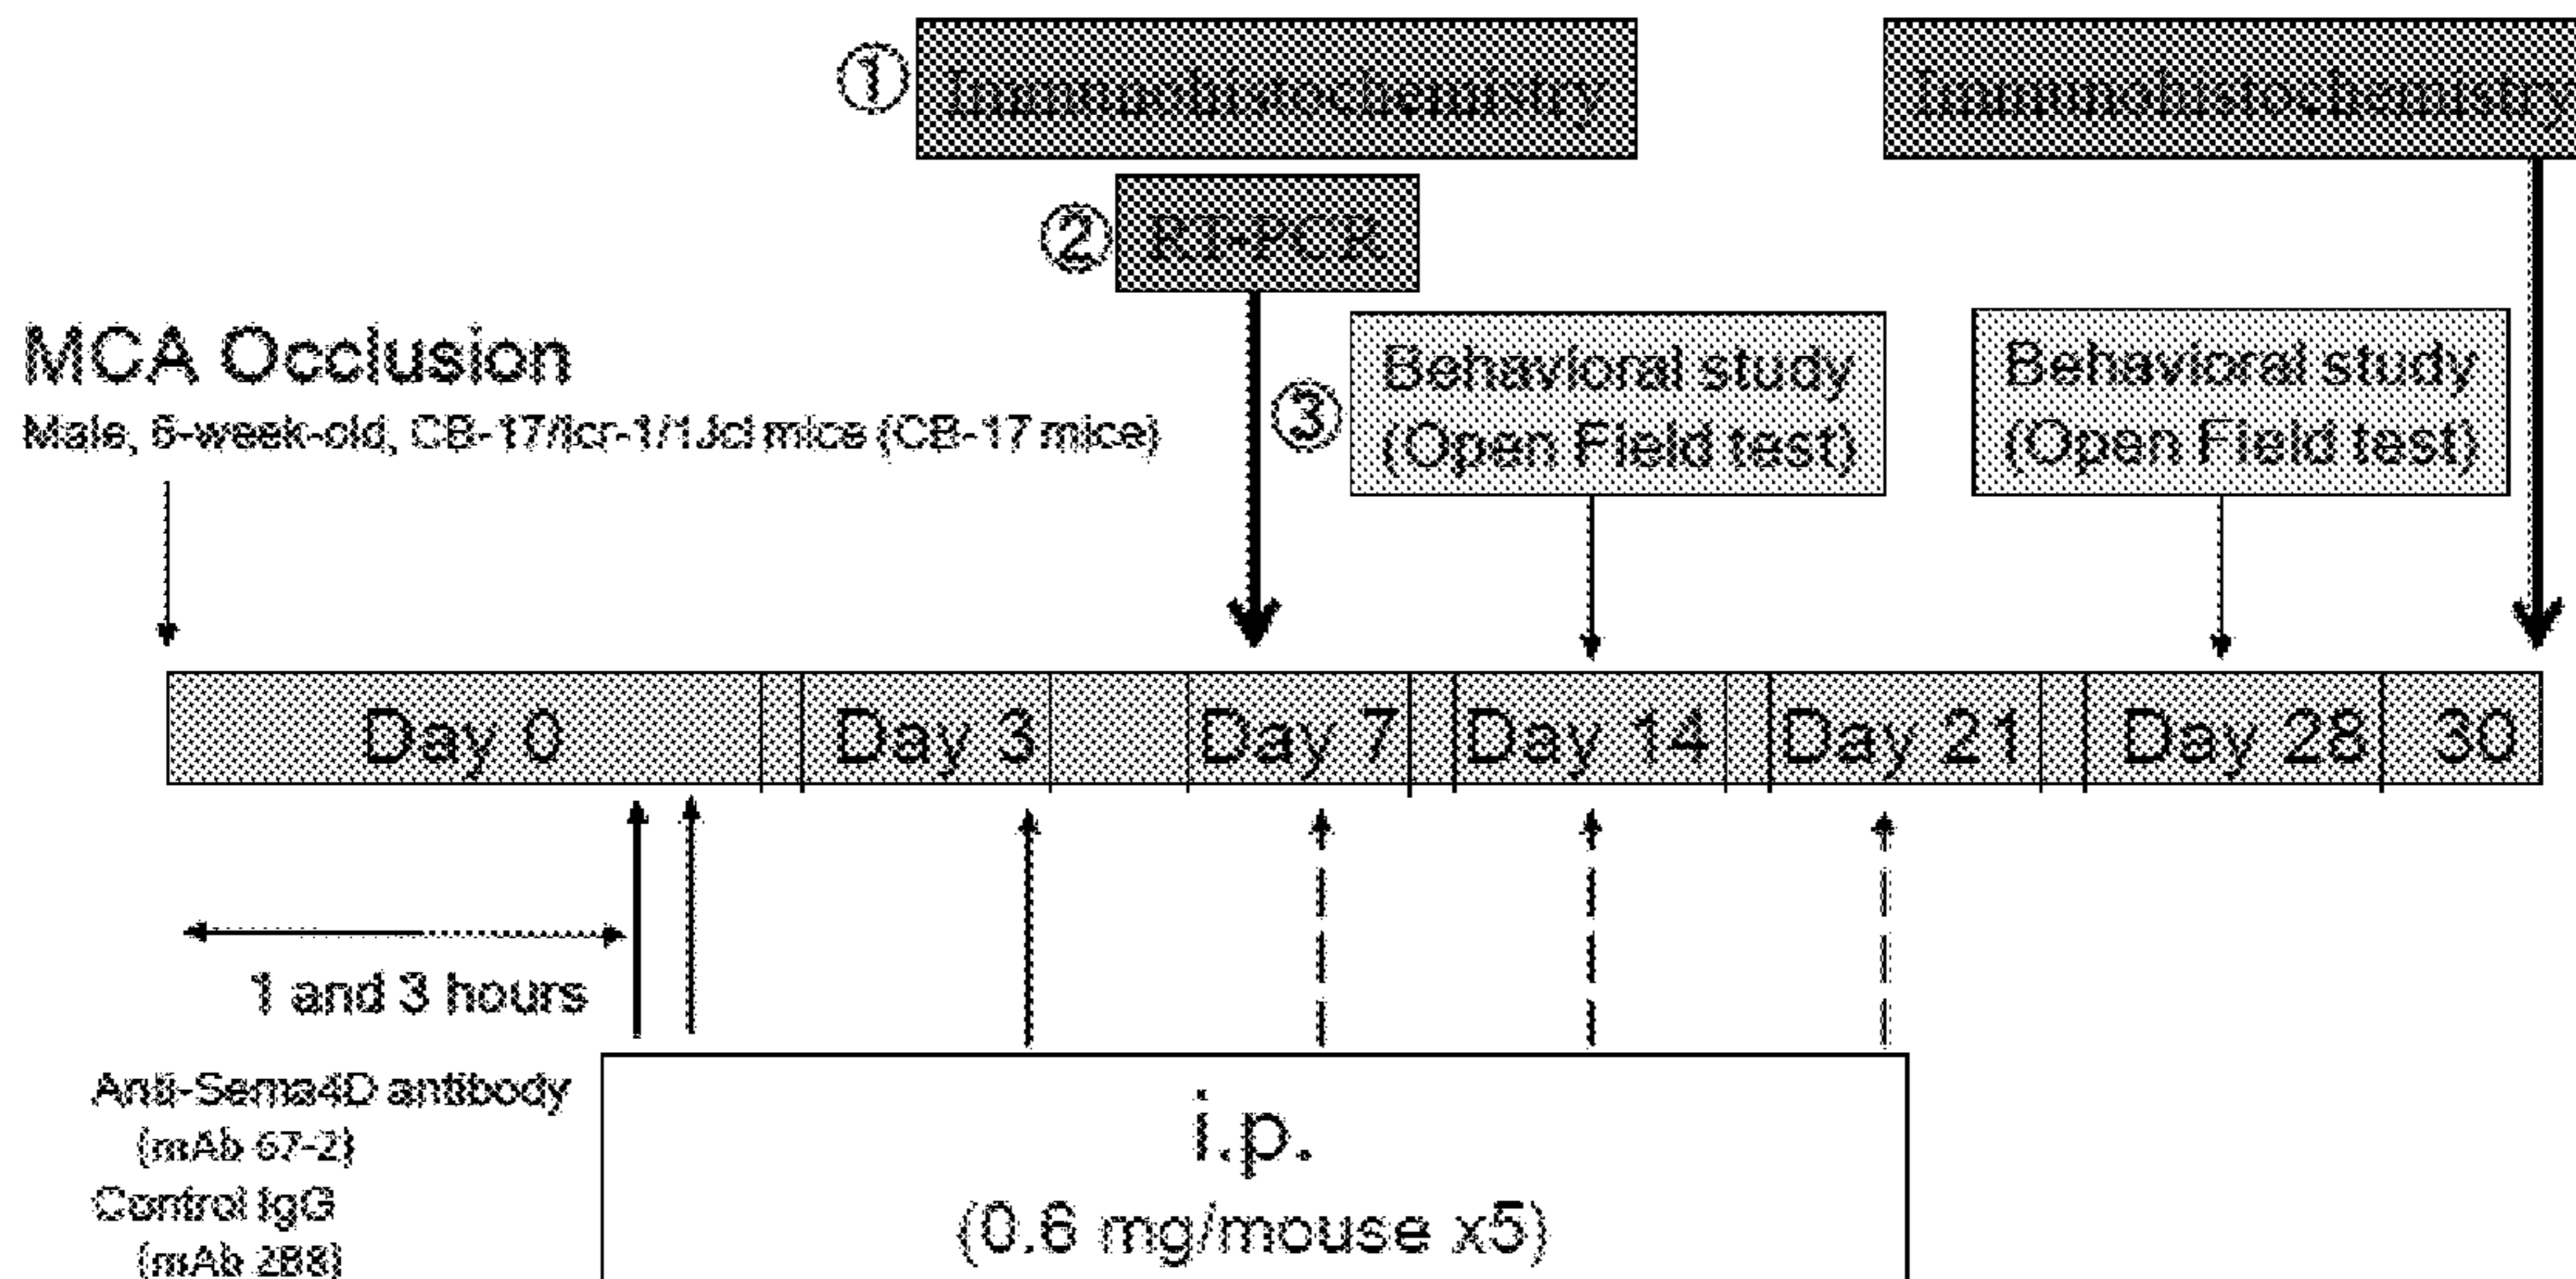 ① Immunohistochemistry
Immunohistochemistry
② RT-PCR
MCA Occlusion
Male, 6-week-old, CB-17/lcr-1/1Jcl mice (CB-17 mice)
③ Behavioral study
(Open Field test)
Behavioral study
(Open Field test)
Day 0 Day 3 Day 7 Day 14 Day 21 Day 28 30
1 and 3 hours
Anti-Sema4D antibody
(mAb 67-2)
Control IgG
(mAb 2B8)
i.p.
(0.6 mg/mouse x5)